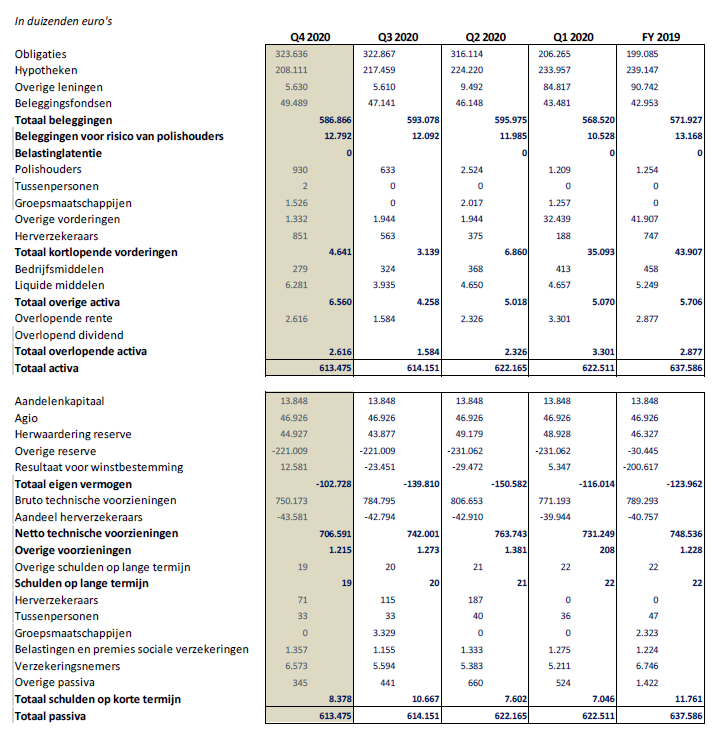 In duizenden euro's
Q4 2020 Q3 2020 Q2 2020 Q1 2020 FY 2019
Obligaties 323.636 322.867 316.114 206.265 199.085
Hypotheken 208.111 217.459 224.220 233.957 239.147
Overige leningen 5.630 5.610 9.492 84.817 90.742
Beleggingsfondsen 49.489 47.141 46.148 43.481 42.953
Totaal beleggingen 586.866 593.078 595.975 568.520 571.927
Beleggingen voor risico van polishouders 12.792 12.092 11.985 10.528 13.168
Belastinglatentie 0 0 0 0
Polishouders 930 633 2.524 1.209 1.254
Tussenpersonen 2 0 0 0 0
Groepsmaatschappijen 1.526 0 2.017 1.257 0
Overige vorderingen 1.332 1.944 1.944 32.439 41.907
Herverzekeraars 851 563 375 188 747
Totaal kortlopende vorderingen 4.641 3.139 6.860 35.093 43.907
Bedrijfsmiddelen 279 324 368 413 458
Liquide middelen 6.281 3.935 4.650 4.657 5.249
Totaal overige activa 6.560 4.258 5.018 5.070 5.706
Overlopende rente 2.616 1.584 2.326 3.301 2.877
Overlopend dividend
Totaal overlopende activa 2.616 1.584 2.326 3.301 2.877
Totaal activa 613.475 614.151 622.165 622.511 637.586
Aandelenkapitaal 13.848 13.848 13.848 13.848 13.848
Agio 46.926 46.926 46.926 46.926 46.926
Herwaardering reserve 44.927 43.877 49.179 48.928 46.327
Overige reserve -221.009 -221.009 -231.062 -231.062 -30.445
Resultaat voor winstbestemming 12.581 -23.451 -29.472 5.347 -200.617
Totaal eigen vermogen -102.728 -139.810 -150.582 -116.014 -123.962
Bruto technische voorzieningen 750.173 784.795 806.653 771.193 789.293
Aandeel herverzekeraars -43.581 -42.794 -42.910 -39.944 -40.757
Netto technische voorzieningen 706.591 742.001 763.743 731.249 748.536
Overige voorzieningen 1.215 1.273 1.381 208 1.228
Overige schulden op lange termijn 19 20 21 22 22
Schulden op lange termijn 19 20 21 22 22
Herverzekeraars 71 115 187 0 0
Tussenpersonen 33 33 40 36 47
Groepsmaatschappijen 0 3.329 0 0 2.323
Belastingen en premies sociale verzekeringen 1.357 1.155 1.333 1.275 1.224
Verzekeringsnemers 6.573 5.594 5.383 5.211 6.746
Overige passiva 345 441 660 524 1.422
Totaal schulden op korte termijn 8.378 10.667 7.602 7.046 11.761
Totaal passiva 613.475 614.151 622.165 622.511 637.586